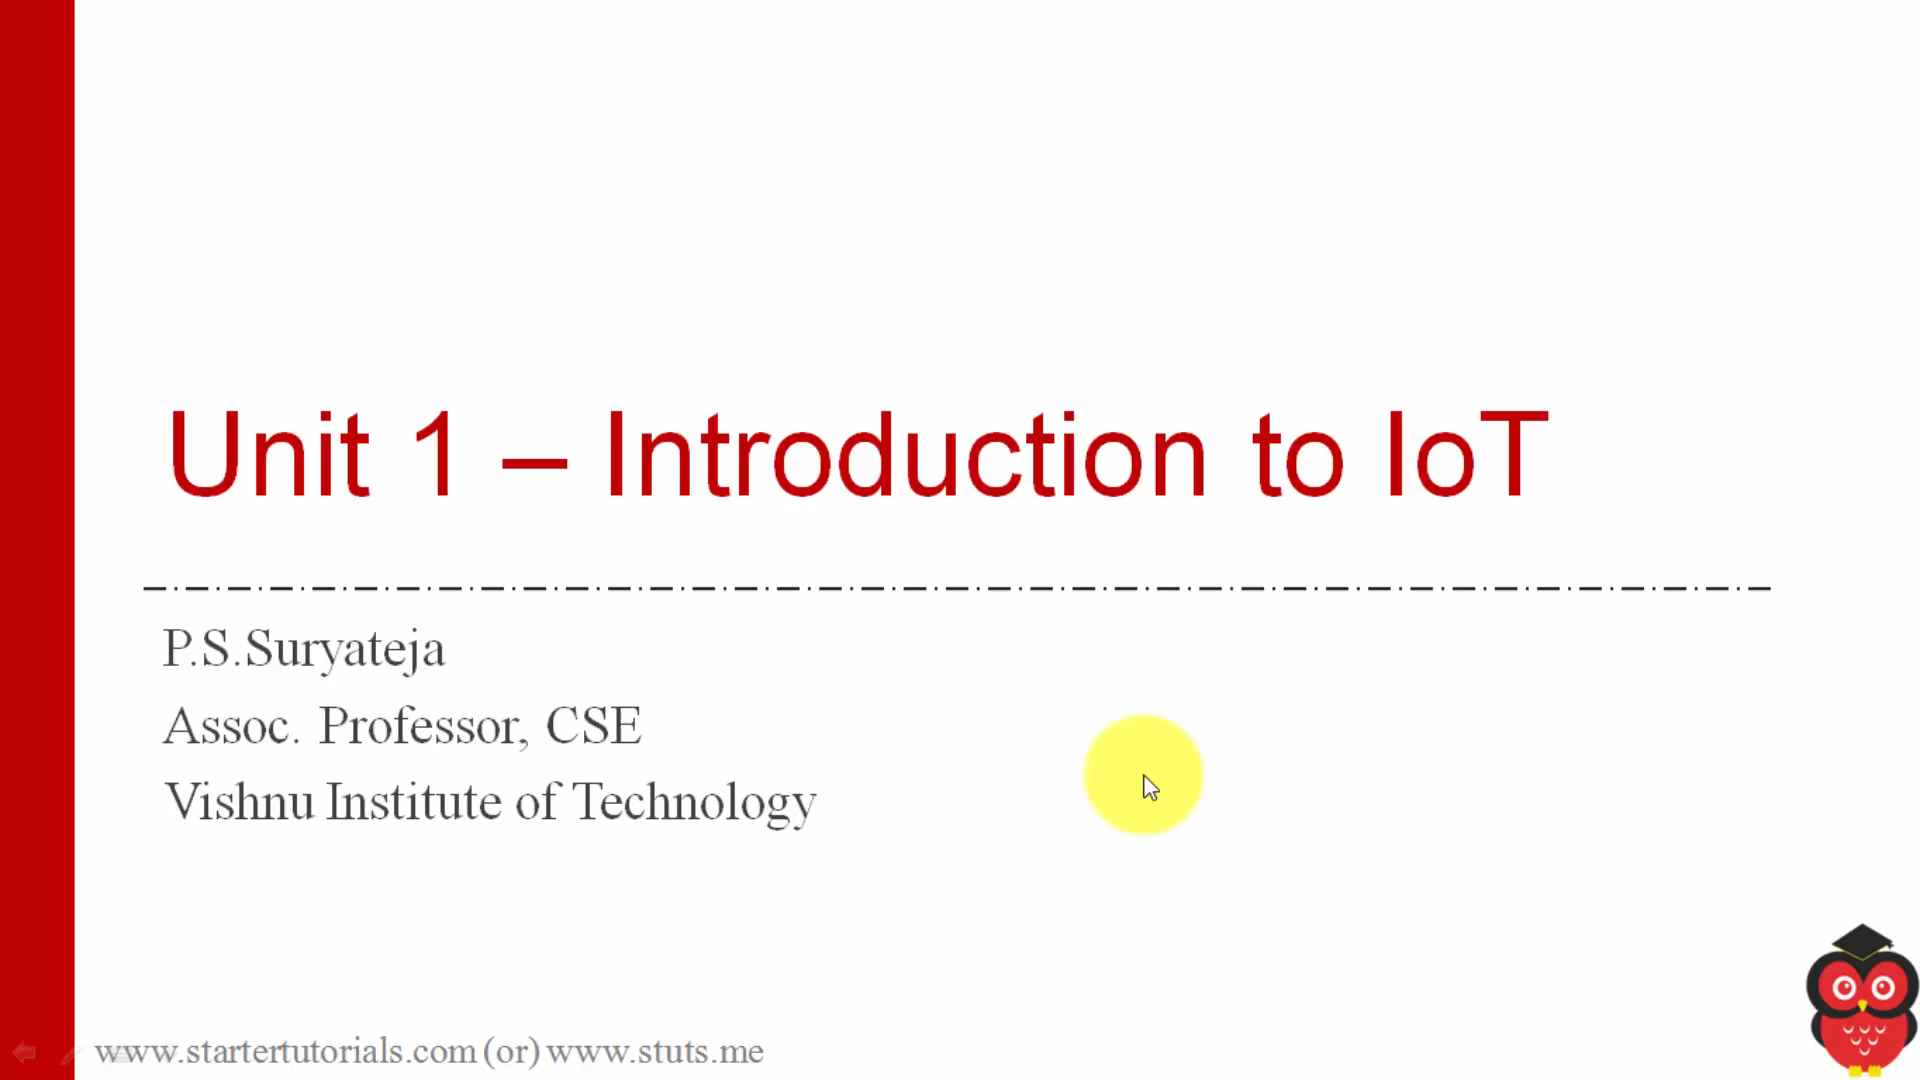 Unit 1 – Introduction to IoT
P.S.Suryateja
Assoc. Professor, CSE
Vishnu Institute of Technology
www.startertutorials.com (or) www.stuts.me